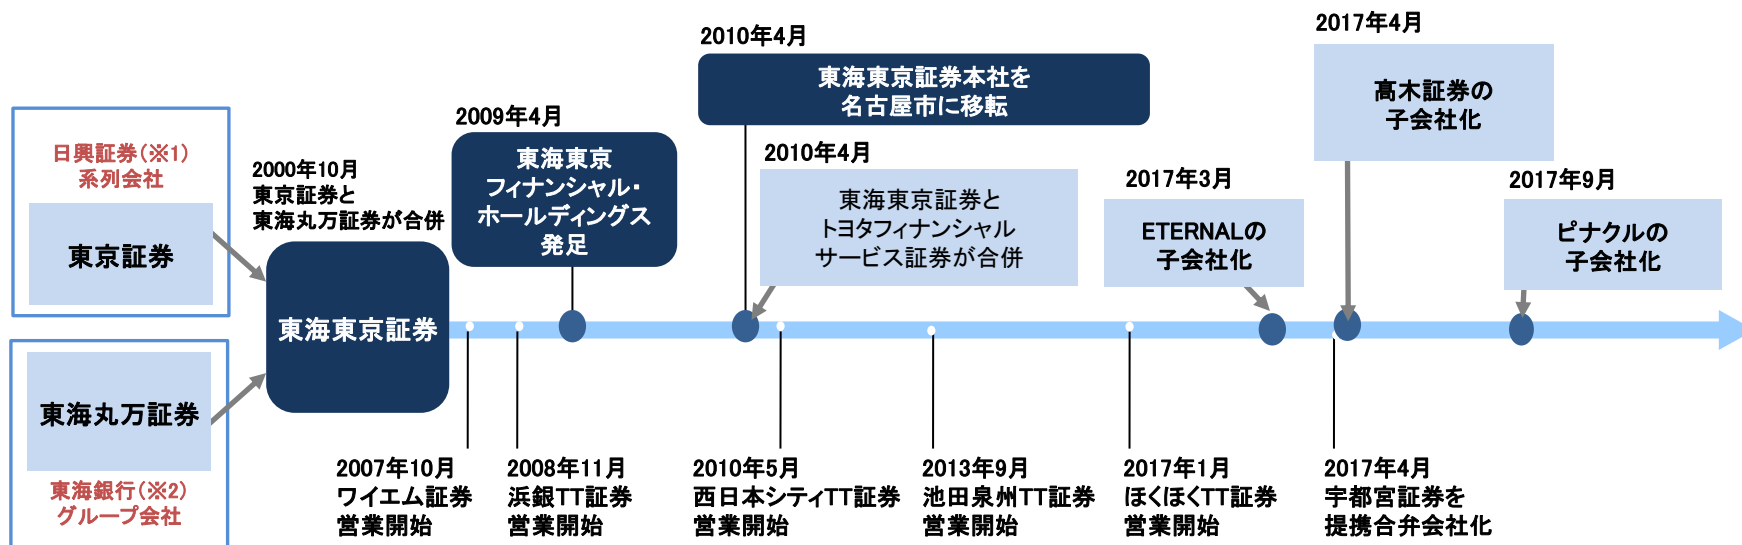 日興証券(※1)
系列会社
東京証券
東海丸万証券
東海銀行(※2)
グループ会社
2000年10月
東京証券と
東海丸万証券が合併
東海東京証券
2009年4月
東海東京
フィナンシャル・
ホールディングス
発足
2010年4月
東海東京証券本社を
名古屋市に移転
2010年4月
東海東京証券と
トヨタフィナンシャル
サービス証券が合併
2017年3月
ETERNALの
子会社化
2017年4月
髙木証券の
子会社化
2017年9月
ピナクルの
子会社化
2007年10月
ワイエム証券
営業開始
2008年11月
浜銀TT証券
営業開始
2010年5月
西日本シティTT証券
営業開始
2013年9月
池田泉州TT証券
営業開始
2017年1月
ほくほくTT証券
営業開始
2017年4月
宇都宮証券を
提携合弁会社化